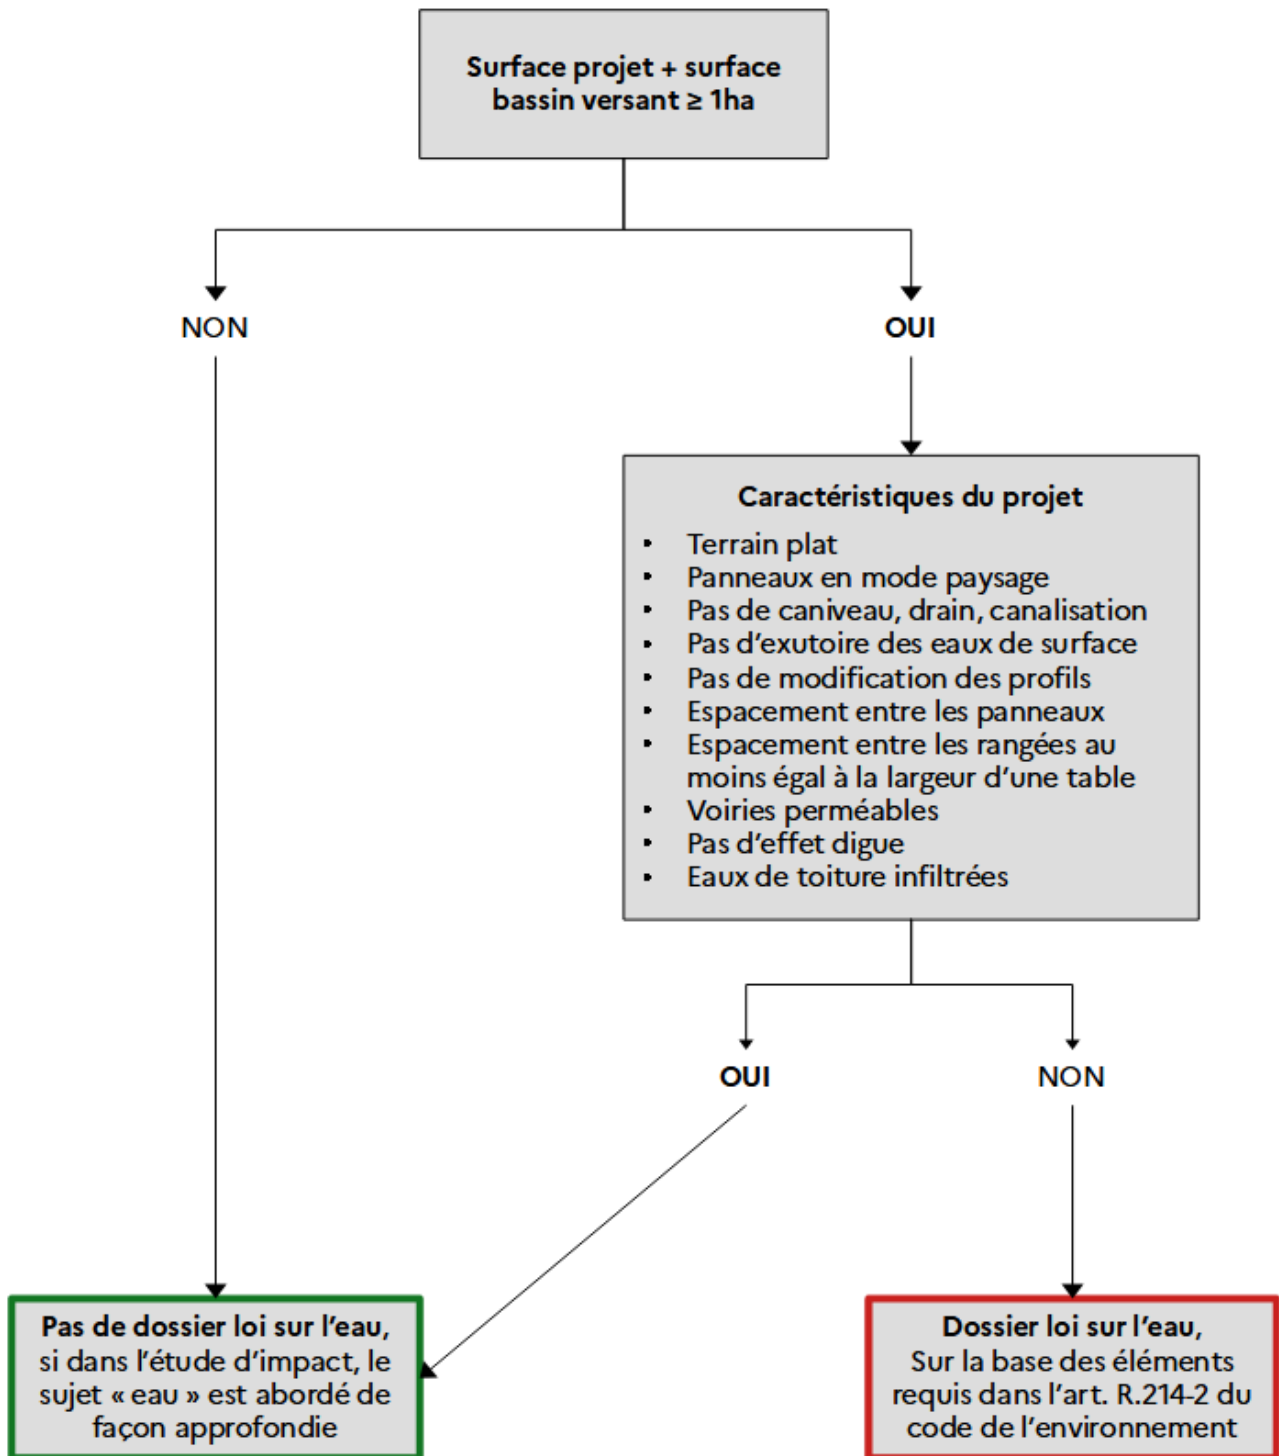 Surface projet + surface
bassin versant ≥ 1ha
NON
OUI
Caractéristiques du projet
▪ Terrain plat
▪ Panneaux en mode paysage
▪ Pas de caniveau, drain, canalisation
▪ Pas d’exutoire des eaux de surface
▪ Pas de modification des profils
▪ Espacement entre les panneaux
▪ Espacement entre les rangées au
moins égal à la largeur d’une table
▪ Voiries perméables
▪ Pas d’effet digue
▪ Eaux de toiture infiltrées
OUI
NON
Pas de dossier loi sur l’eau,
si dans l’étude d’impact, le
sujet « eau » est abordé de
façon approfondie
Dossier loi sur l’eau,
Sur la base des éléments
requis dans l’art. R.214-2 du
code de l’environnement